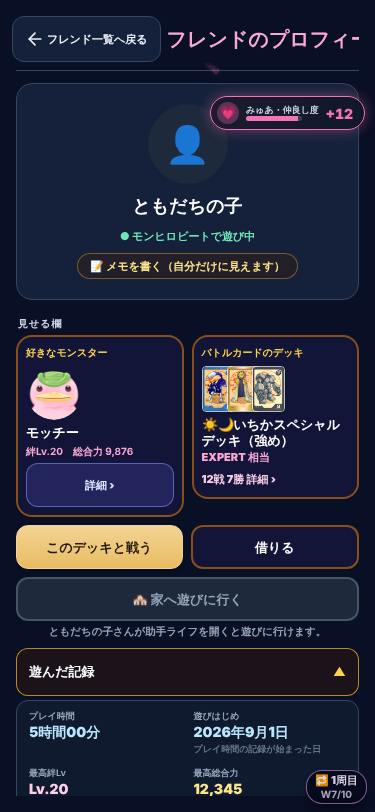 ← フレンド一覧へ戻る
フレンドのプロフィー
みゅあ・仲良し度
+12
ともだちの子
● モンヒロビートで遊び中
📝 メモを書く（自分だけに見えます）
見せる欄
好きなモンスター
モッチー
絆Lv.20 総合力 9,876
詳細 ›
バトルカードのデッキ
☀️🌙いちかスペシャル
デッキ（強め）
EXPERT 相当
12戦 7勝 詳細 ›
このデッキと戦う
借りる
🏘️ 家へ遊びに行く
ともだちの子さんが助手ライフを開くと遊びに行けます。
遊んだ記録
▲
プレイ時間
5時間00分
遊びはじめ
2026年9月1日
プレイ時間の記録が始まった日
最高絆Lv
Lv.20
最高総合力
12,345
🔁 1周目
W7/10